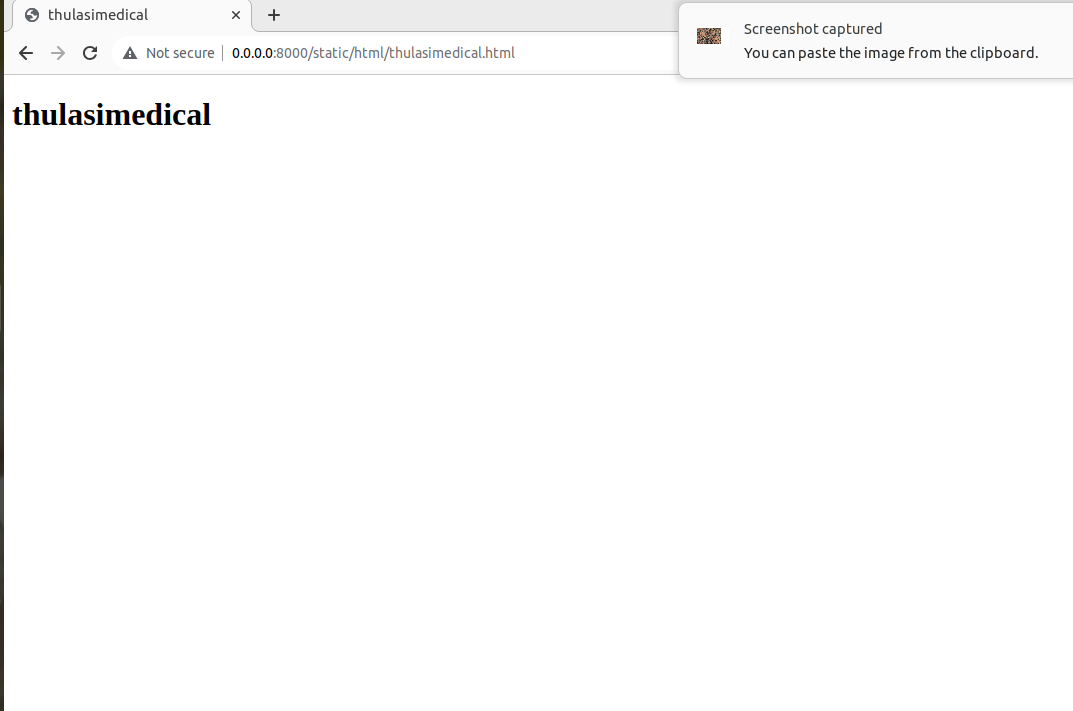 thulasimedical
Screenshot captured
You can paste the image from the clipboard.
Not secure
0.0.0.0:8000/static/html/thulasimedical.html
thulasimedical